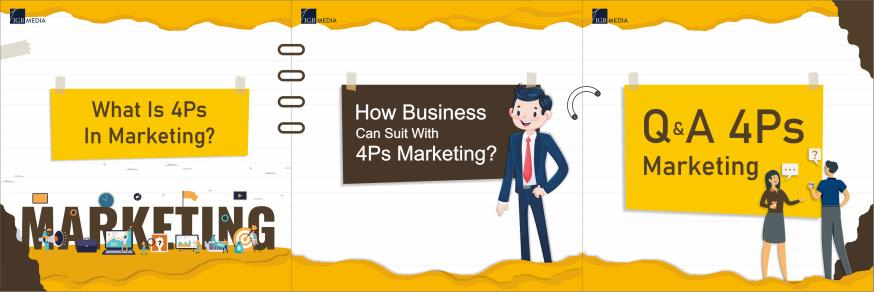 IGB MEDIA
What Is 4Ps
In Marketing?
MARKETING
IGB MEDIA
How Business
Can Suit With
4Ps Marketing?
IGB MEDIA
Q&A 4Ps
Marketing
?